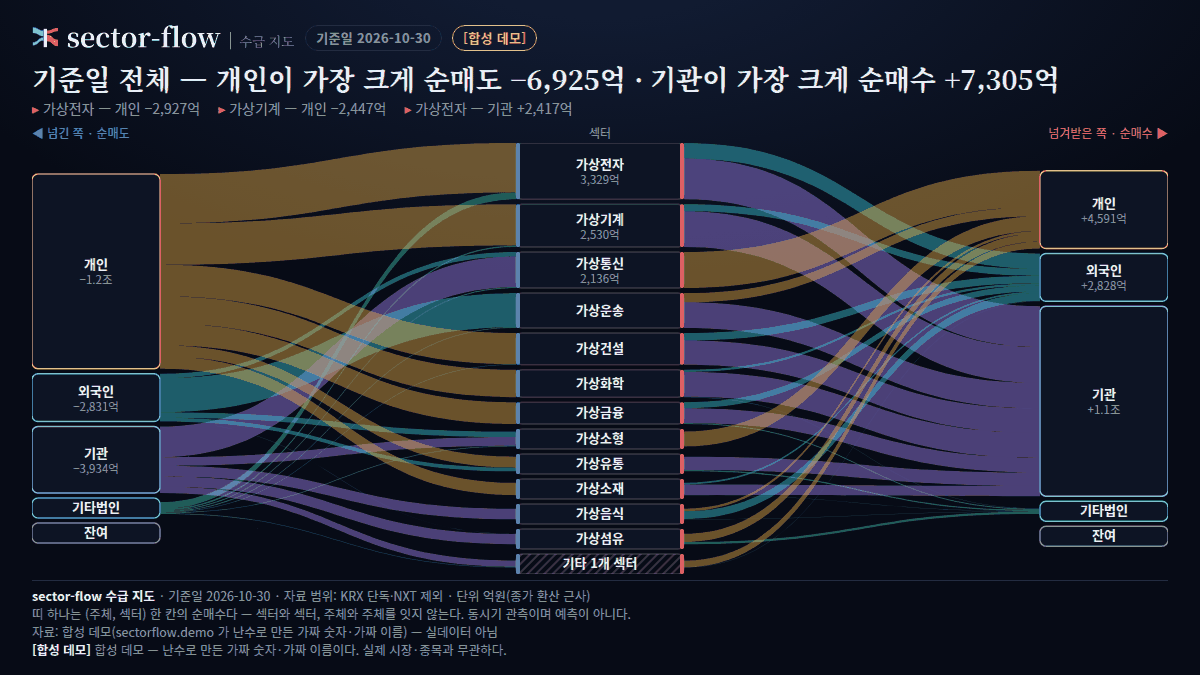 sector-flow | 수급 지도 기준일 2026-10-30 [합성 데모]
기준일 전체 — 개인이 가장 크게 순매도 −6,925억 · 기관이 가장 크게 순매수 +7,305억
▸ 가상전자 — 개인 −2,927억 ▸ 가상기계 — 개인 −2,447억 ▸ 가상전자 — 기관 +2,417억
◀ 넘긴 쪽 · 순매도
섹터
넘겨받은 쪽 · 순매수 ▶
개인
−1.2조
외국인
−2,831억
기관
−3,934억
기타법인
잔여
가상전자
3,329억
가상기계
2,530억
가상통신
2,136억
가상운송
가상건설
가상화학
가상금융
가상소형
가상유통
가상소재
가상음식
가상섬유
기타 1개 섹터
개인
+4,591억
외국인
+2,828억
기관
+1.1조
기타법인
잔여
sector-flow 수급 지도 · 기준일 2026-10-30 · 자료 범위: KRX 단독·NXT 제외 · 단위 억원(종가 환산 근사)
띠 하나는 (주체, 섹터) 한 칸의 순매수다 — 섹터와 섹터, 주체와 주체를 잇지 않는다. 동시기 관측이며 예측이 아니다.
자료: 합성 데모(sectorflow.demo 가 난수로 만든 가짜 숫자·가짜 이름) — 실데이터 아님
[합성 데모] 합성 데모 — 난수로 만든 가짜 숫자·가짜 이름이다. 실제 시장·종목과 무관하다.